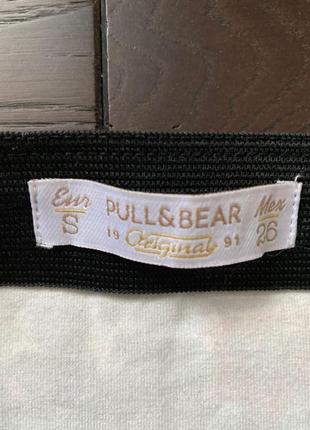 Eur PULL&BEAR Mex
S 19 Original 91 26